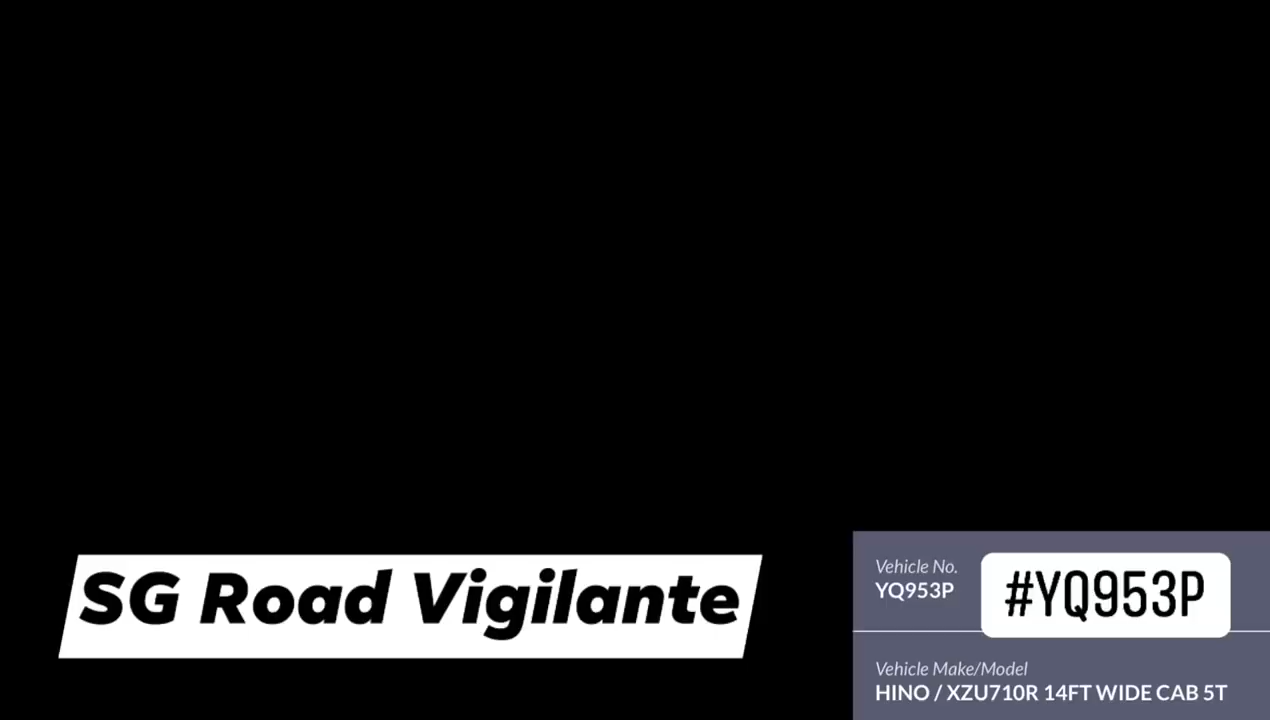 SG Road Vigilante
Vehicle No.
YQ953P
#YQ953P
Vehicle Make/Model
HINO / XZU710R 14FT WIDE CAB 5T